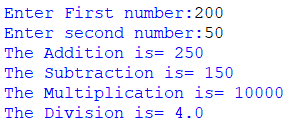 Enter First number:200
Enter second number:50
The Addition is= 250
The Subtraction is= 150
The Multiplication is= 10000
The Division is= 4.0